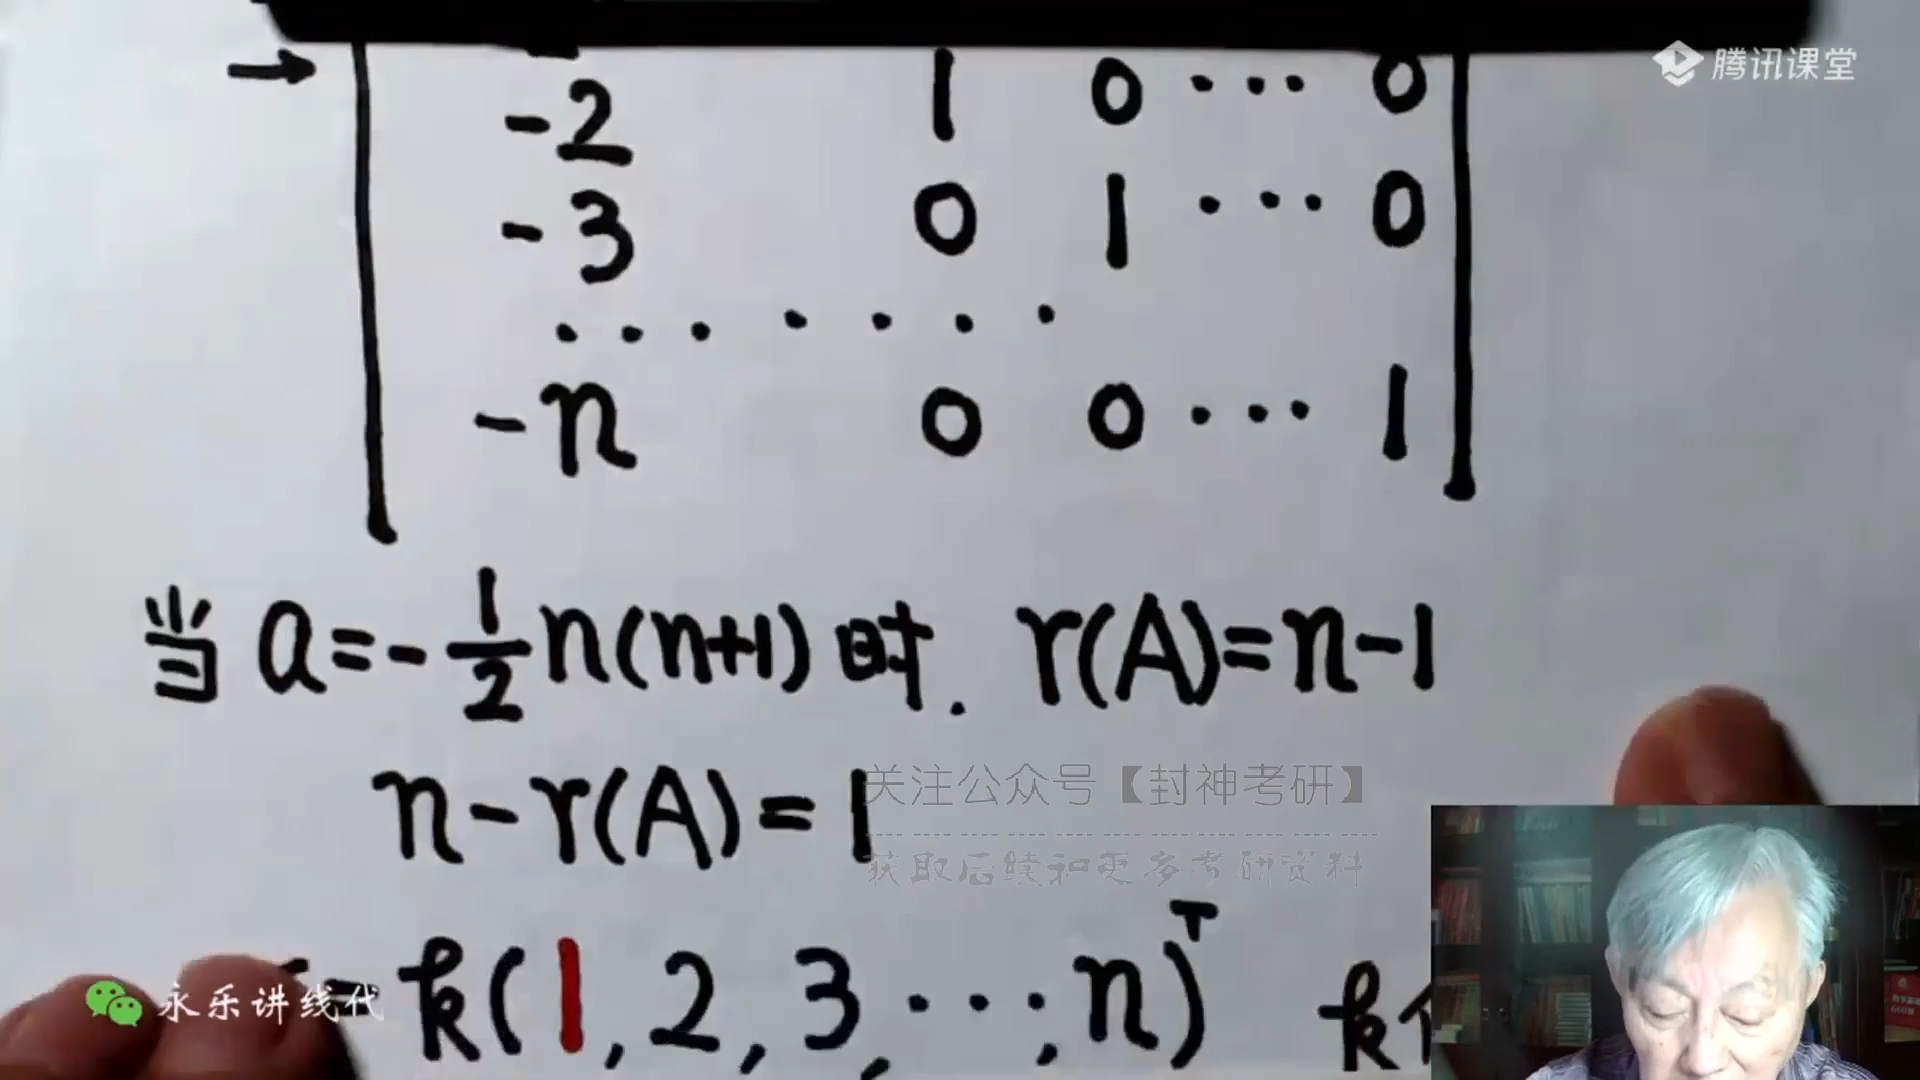 腾讯课堂
→ -2 1 0 ··· 0
-3 0 1 ··· 0
· · · · · · ·
-n 0 0 ··· 1
当 a=-1/2 n(n+1) 时. r(A)=n-1
n-r(A)=1
关注公众号【封神考研】
获取后续和更多考研资料
= k(1,2,3,···,n)ᵀ k
永乐讲线代